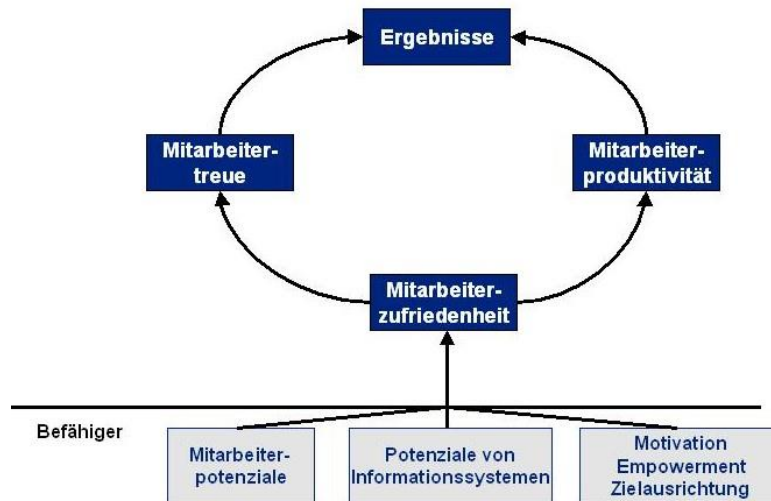 Ergebnisse
Mitarbeiter-
treue
Mitarbeiter-
produktivität
Mitarbeiter-
zufriedenheit
Befähiger
Mitarbeiter-
potenziale
Potenziale von
Informationssystemen
Motivation
Empowerment
Zielausrichtung